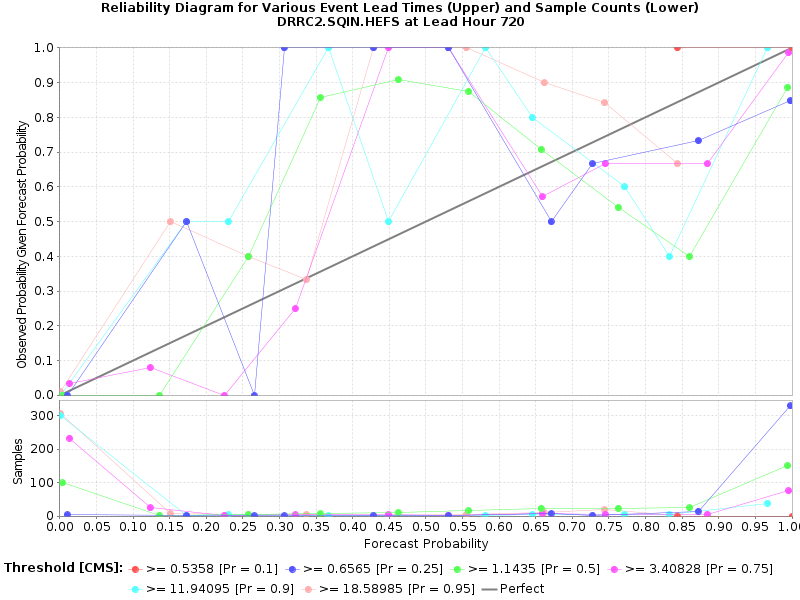 Reliability Diagram for Various Event Lead Times (Upper) and Sample Counts (Lower)
DRRC2.SQIN.HEFS at Lead Hour 720
Observed Probability Given Forecast Probability
1.0
0.9
0.8
0.7
0.6
0.5
0.4
0.3
0.2
0.1
0.0
Samples
300
200
100
0
0.00 0.05 0.10 0.15 0.20 0.25 0.30 0.35 0.40 0.45 0.50 0.55 0.60 0.65 0.70 0.75 0.80 0.85 0.90 0.95 1.0
Forecast Probability
Threshold [CMS]: >= 0.5358 [Pr = 0.1] >= 0.6565 [Pr = 0.25] >= 1.1435 [Pr = 0.5] >= 3.40828 [Pr = 0.75]
>= 11.94095 [Pr = 0.9] >= 18.58985 [Pr = 0.95] Perfect